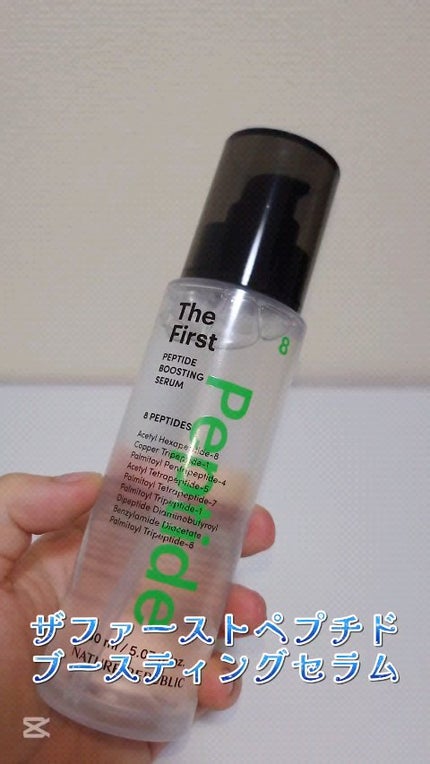 The
First
8
PEPTIDE
BOOSTING
SERUM
Peptide
8 PEPTIDES
Acetyl Hexapeptide-8
Copper Tripeptide-1
Palmitoyl Pentapeptide-4
Acetyl Tetrapeptide-5
Palmitoyl Tetrapeptide-7
Palmitoyl Tripeptide-1
Dipeptide Diaminobutyroyl
Benzylamide Diacetate
Palmitoyl Tripeptide-8
ザファーストペプチド
ブースティングセラム
NATURE REPUBLIC